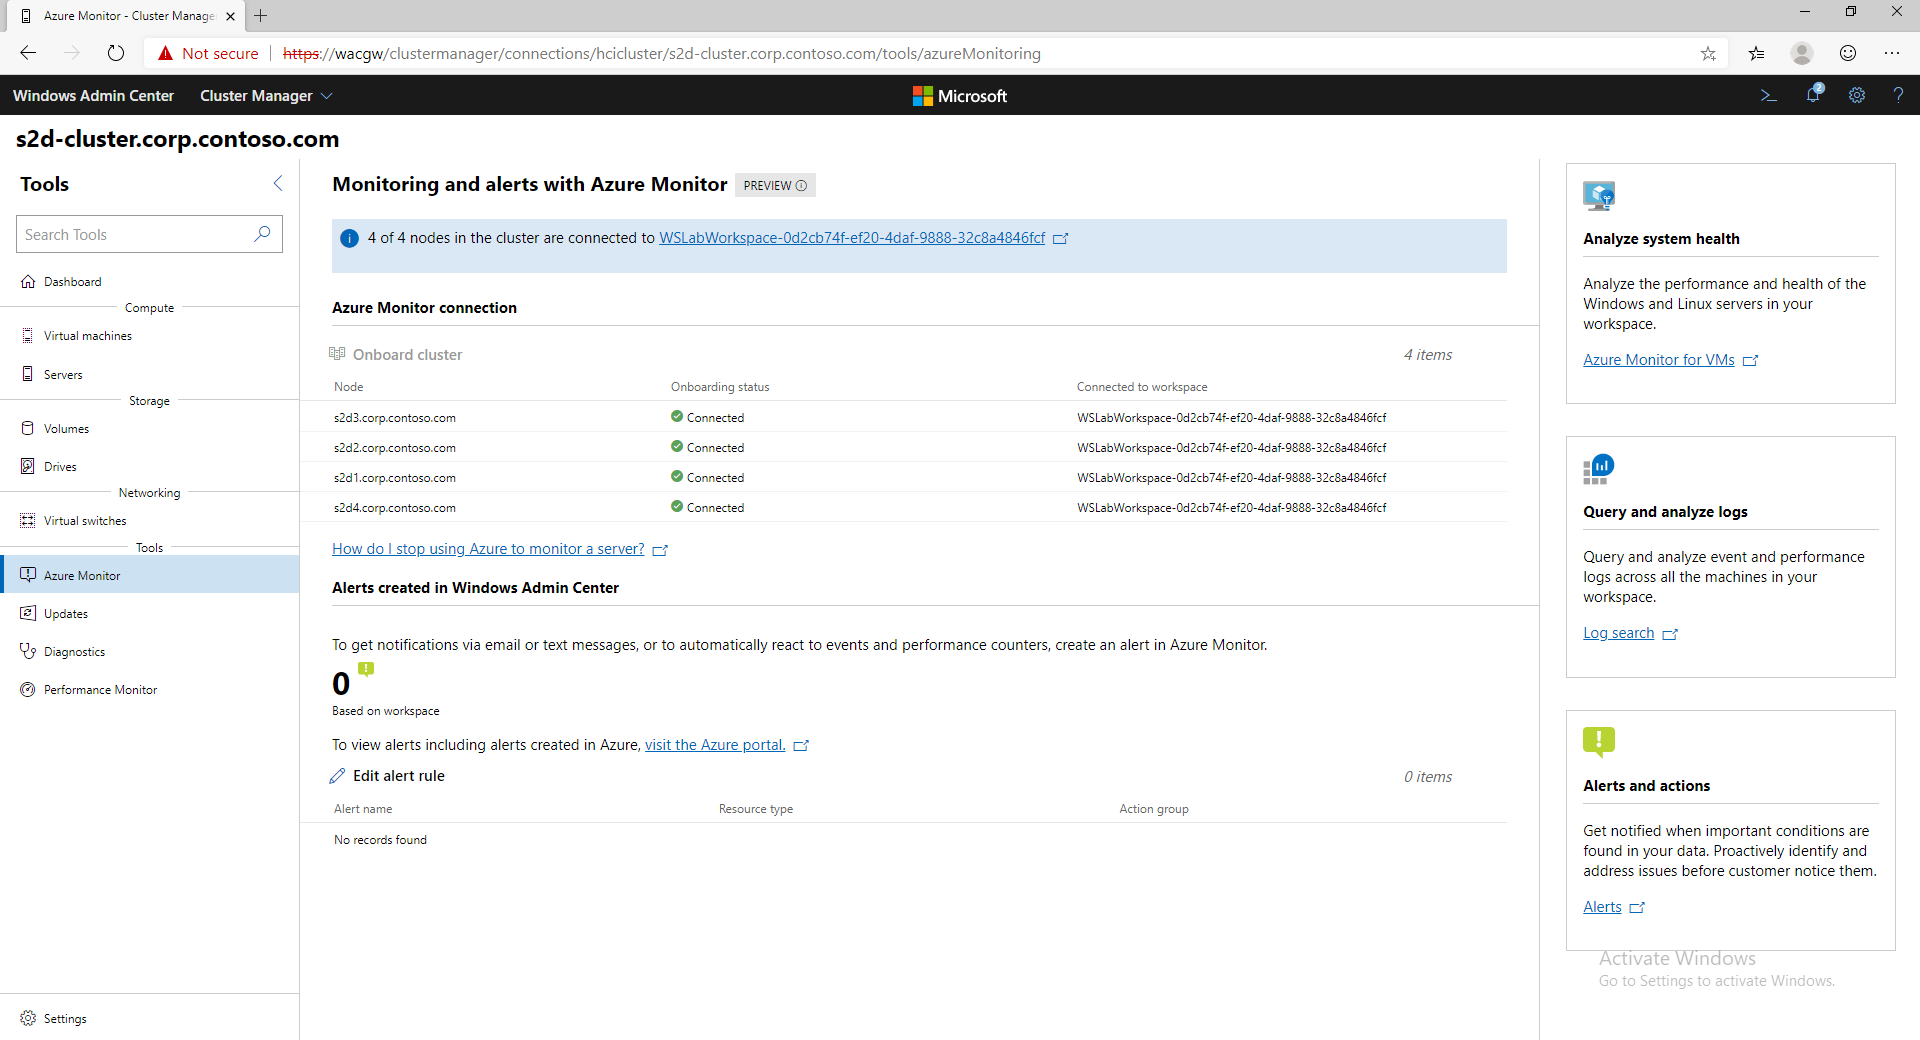 Azure Monitor - Cluster Manage
Not secure
https://wacgw/clustermanager/connections/hcicluster/s2d-cluster.corp.contoso.com/tools/azureMonitoring
Windows Admin Center
Cluster Manager
Microsoft
2
s2d-cluster.corp.contoso.com
Tools
Search Tools
Dashboard
Compute
Virtual machines
Servers
Storage
Volumes
Drives
Networking
Virtual switches
Tools
Azure Monitor
Updates
Diagnostics
Performance Monitor
Settings
Monitoring and alerts with Azure Monitor PREVIEW
4 of 4 nodes in the cluster are connected to WSLabWorkspace-0d2cb74f-ef20-4daf-9888-32c8a4846fcf
Azure Monitor connection
Onboard cluster 4 items
Node Onboarding status Connected to workspace
s2d3.corp.contoso.com Connected WSLabWorkspace-0d2cb74f-ef20-4daf-9888-32c8a4846fcf
s2d2.corp.contoso.com Connected WSLabWorkspace-0d2cb74f-ef20-4daf-9888-32c8a4846fcf
s2d1.corp.contoso.com Connected WSLabWorkspace-0d2cb74f-ef20-4daf-9888-32c8a4846fcf
s2d4.corp.contoso.com Connected WSLabWorkspace-0d2cb74f-ef20-4daf-9888-32c8a4846fcf
How do I stop using Azure to monitor a server?
Alerts created in Windows Admin Center
To get notifications via email or text messages, or to automatically react to events and performance counters, create an alert in Azure Monitor.
0
Based on workspace
To view alerts including alerts created in Azure, visit the Azure portal.
Edit alert rule 0 items
Alert name Resource type Action group
No records found
Analyze system health
Analyze the performance and health of the
Windows and Linux servers in your
workspace.
Azure Monitor for VMs
Query and analyze logs
Query and analyze event and performance
logs across all the machines in your
workspace.
Log search
Alerts and actions
Get notified when important conditions are
found in your data. Proactively identify and
address issues before customer notice them.
Alerts
Activate Windows
Go to Settings to activate Windows.